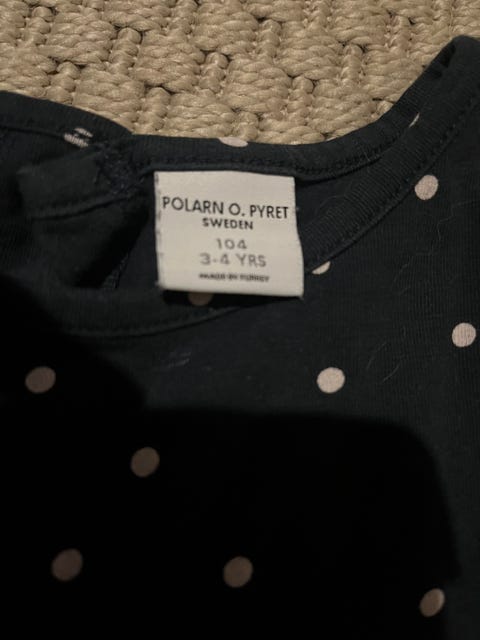 POLARN O. PYRET
SWEDEN
104
3-4 YRS
MADE IN TURKEY